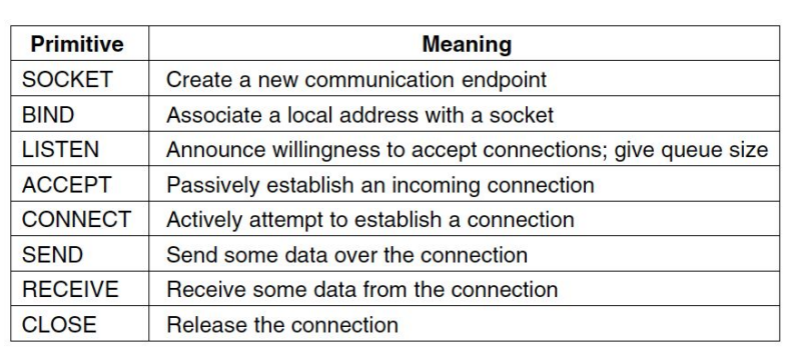 Primitive Meaning
SOCKET Create a new communication endpoint
BIND Associate a local address with a socket
LISTEN Announce willingness to accept connections; give queue size
ACCEPT Passively establish an incoming connection
CONNECT Actively attempt to establish a connection
SEND Send some data over the connection
RECEIVE Receive some data from the connection
CLOSE Release the connection